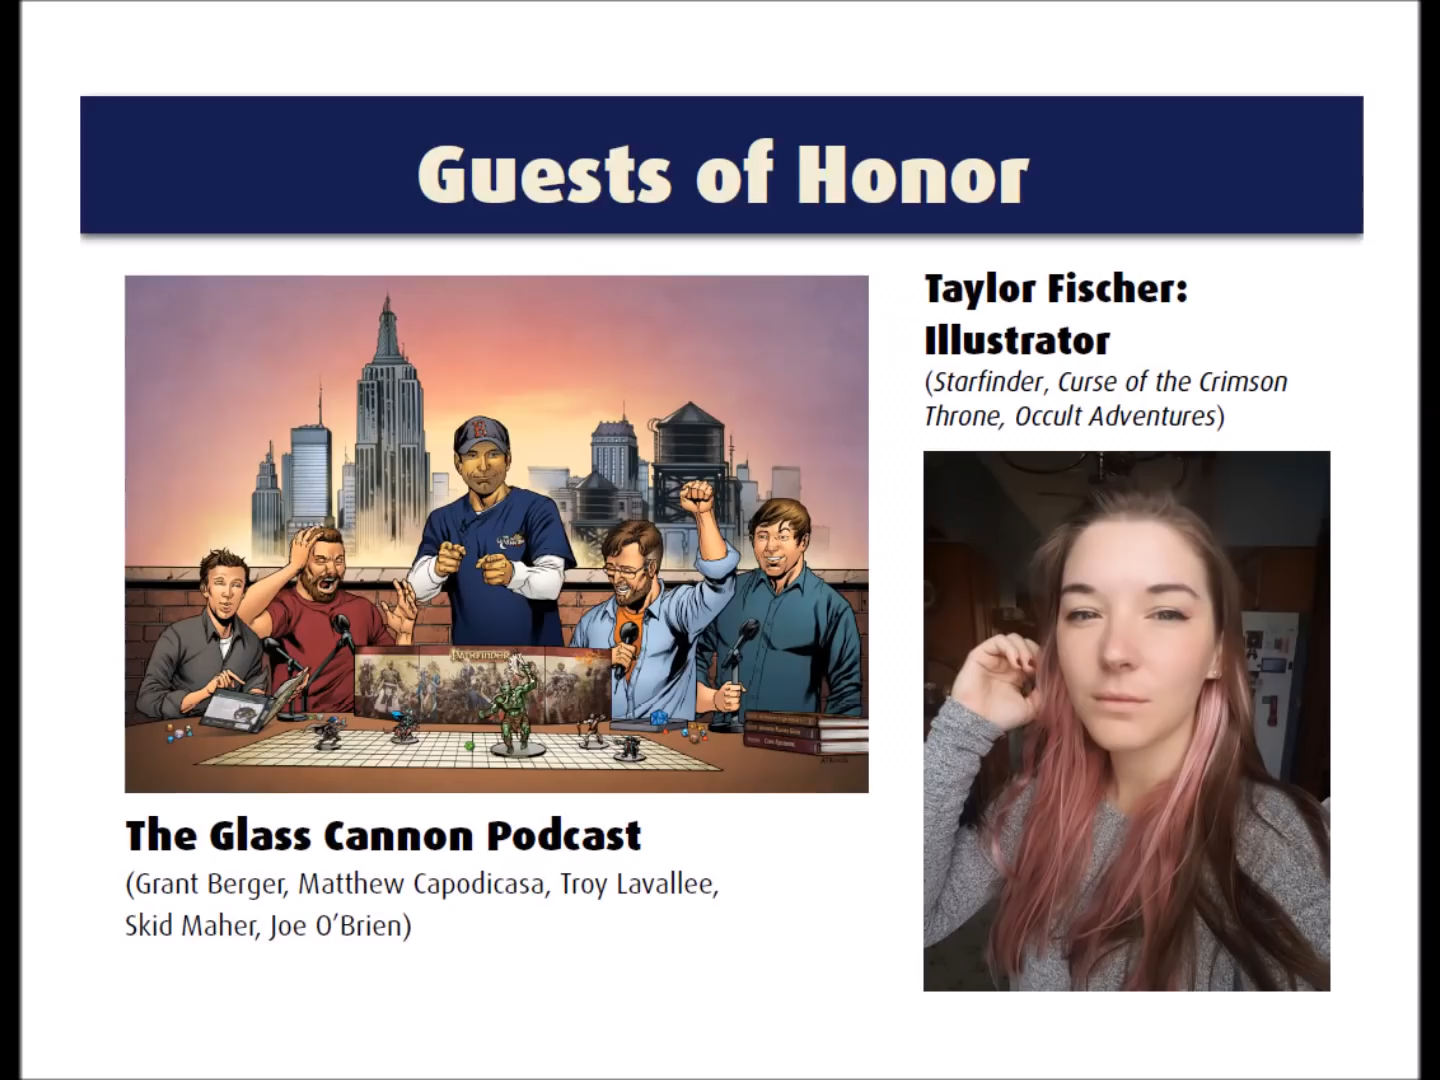 Guests of Honor
Taylor Fischer:
Illustrator
(Starfinder, Curse of the Crimson
Throne, Occult Adventures)
PATHFINDER
The Glass Cannon Podcast
(Grant Berger, Matthew Capodicasa, Troy Lavallee,
Skid Maher, Joe O’Brien)